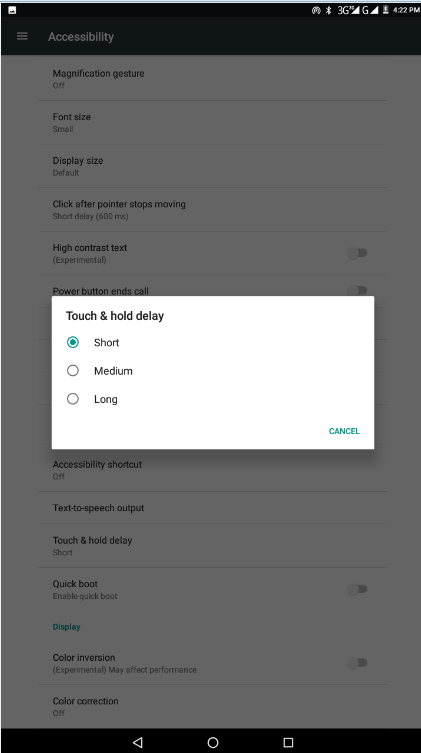 3G G 4:22 PM
Accessibility
Magnification gesture
Off
Font size
Small
Display size
Default
Click after pointer stops moving
Short delay (600 ms)
High contrast text
(Experimental)
Power button ends call
Touch & hold delay
Short
Medium
Long
CANCEL
Accessibility shortcut
Off
Text-to-speech output
Touch & hold delay
Short
Quick boot
Enable quick boot
Display
Color inversion
(Experimental) May affect performance
Color correction
Off